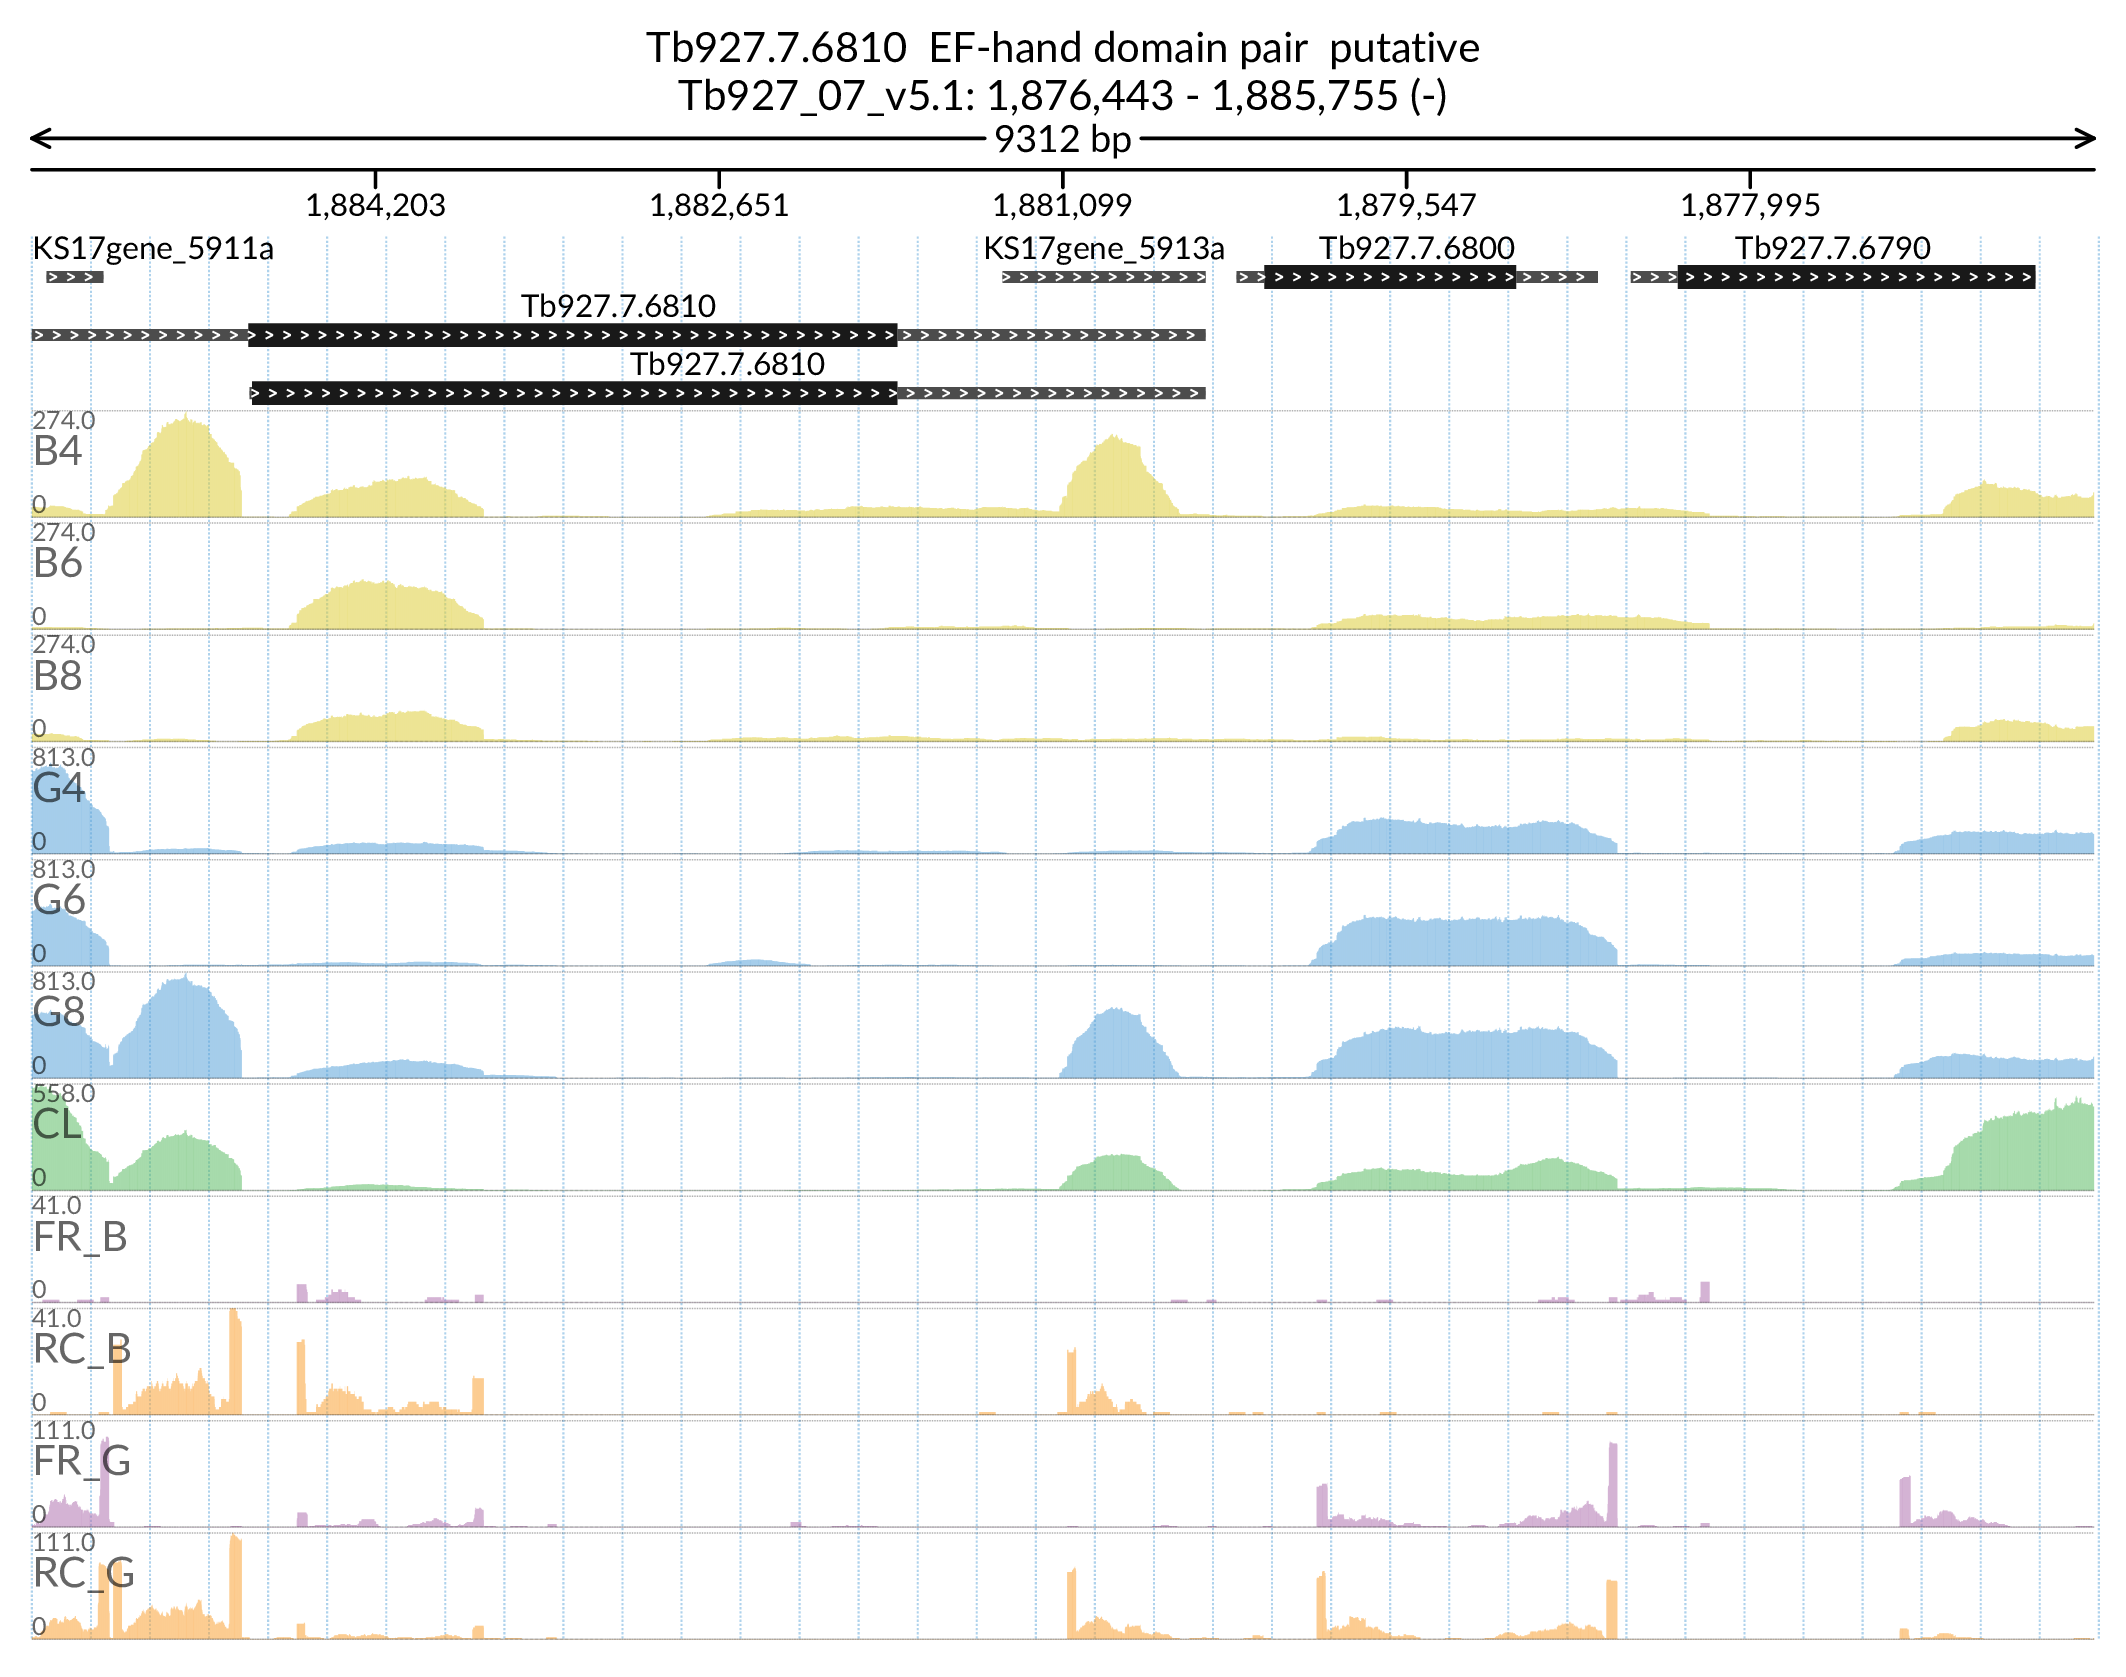 Tb927.7.6810  EF-hand domain pair  putative
Tb927_07_v5.1: 1,876,443 - 1,885,755 (-)
9312 bp
1,884,203 1,882,651 1,881,099 1,879,547 1,877,995
KS17gene_5911a KS17gene_5913a Tb927.7.6800 Tb927.7.6790
Tb927.7.6810
Tb927.7.6810
274.0
B4
0
274.0
B6
0
274.0
B8
0
813.0
G4
0
813.0
G6
0
813.0
G8
0
558.0
CL
0
41.0
FR_B
0
41.0
RC_B
0
111.0
FR_G
0
111.0
RC_G
0